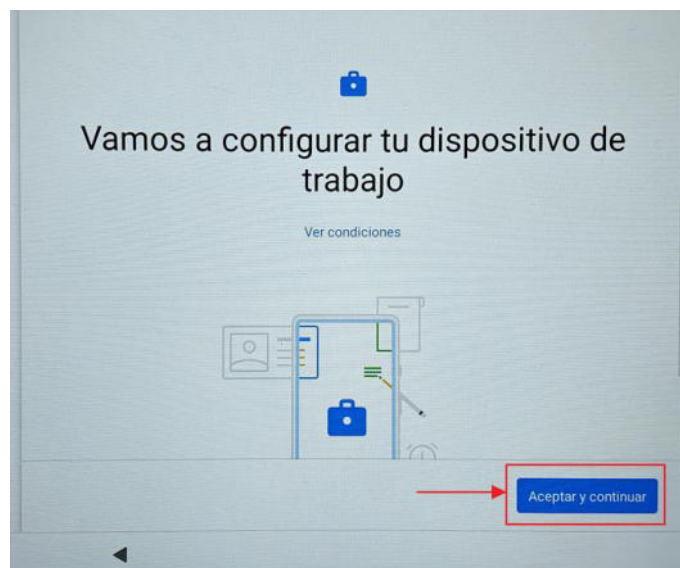 Vamos a configurar tu dispositivo de
trabajo
Ver condiciones
Aceptar y continuar